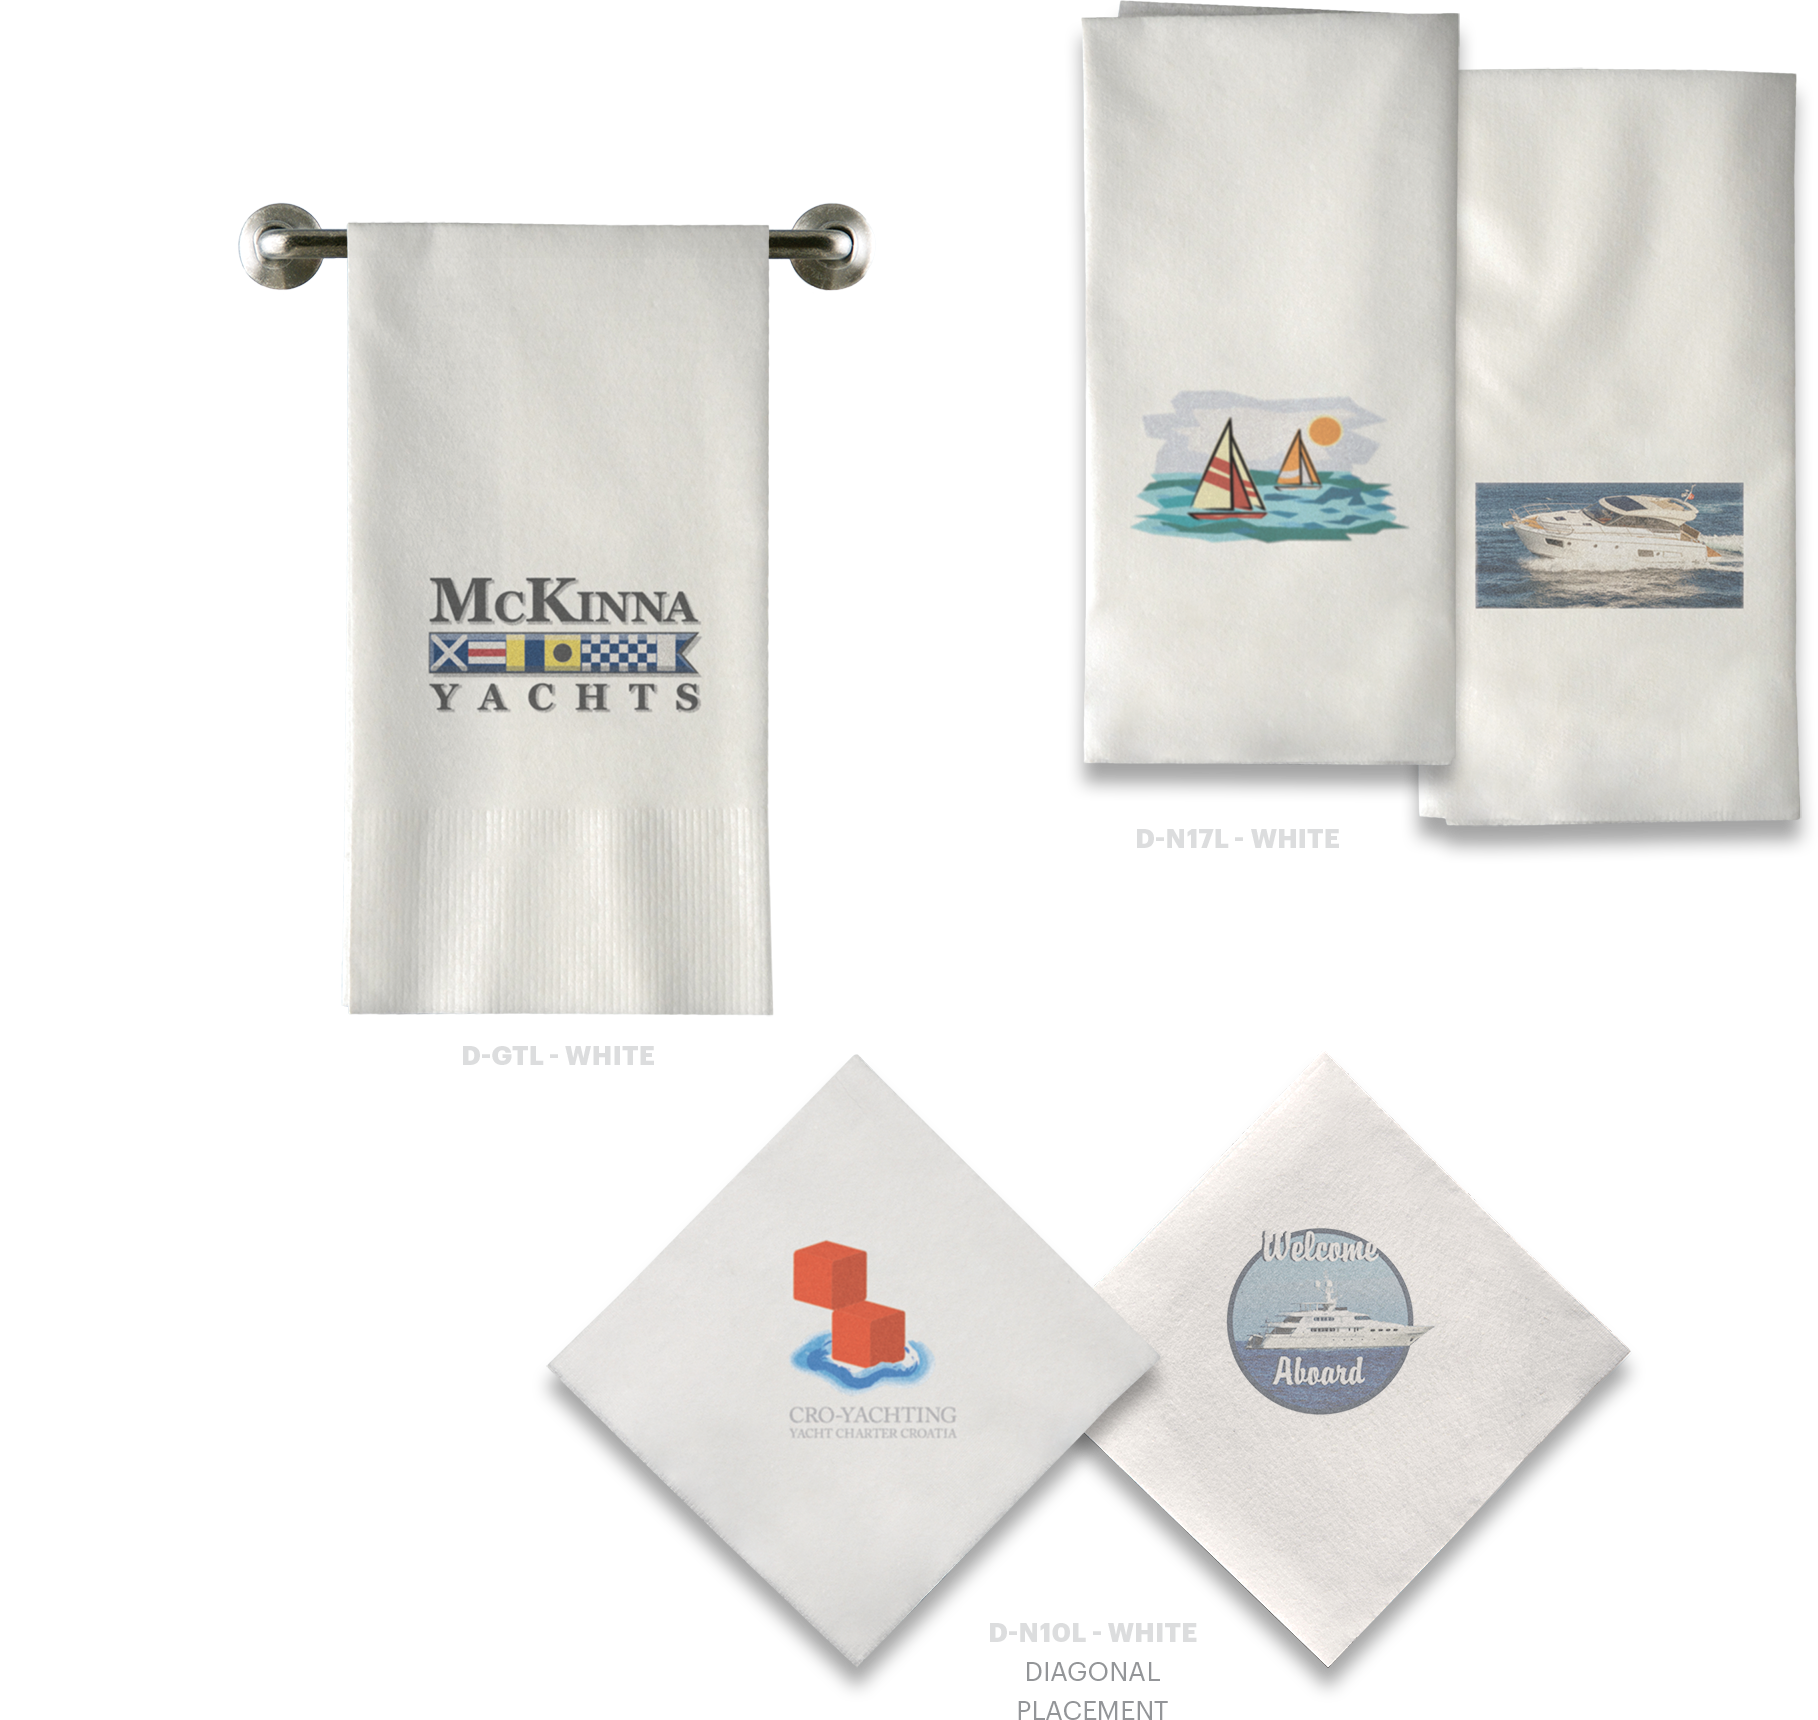 McKinna
YACHTS
D-N17L - WHITE
D-GTL - WHITE
CRO-YACHTING
YACHT CHARTER CROATIA
Welcome
Aboard
D-N10L - WHITE
DIAGONAL
PLACEMENT